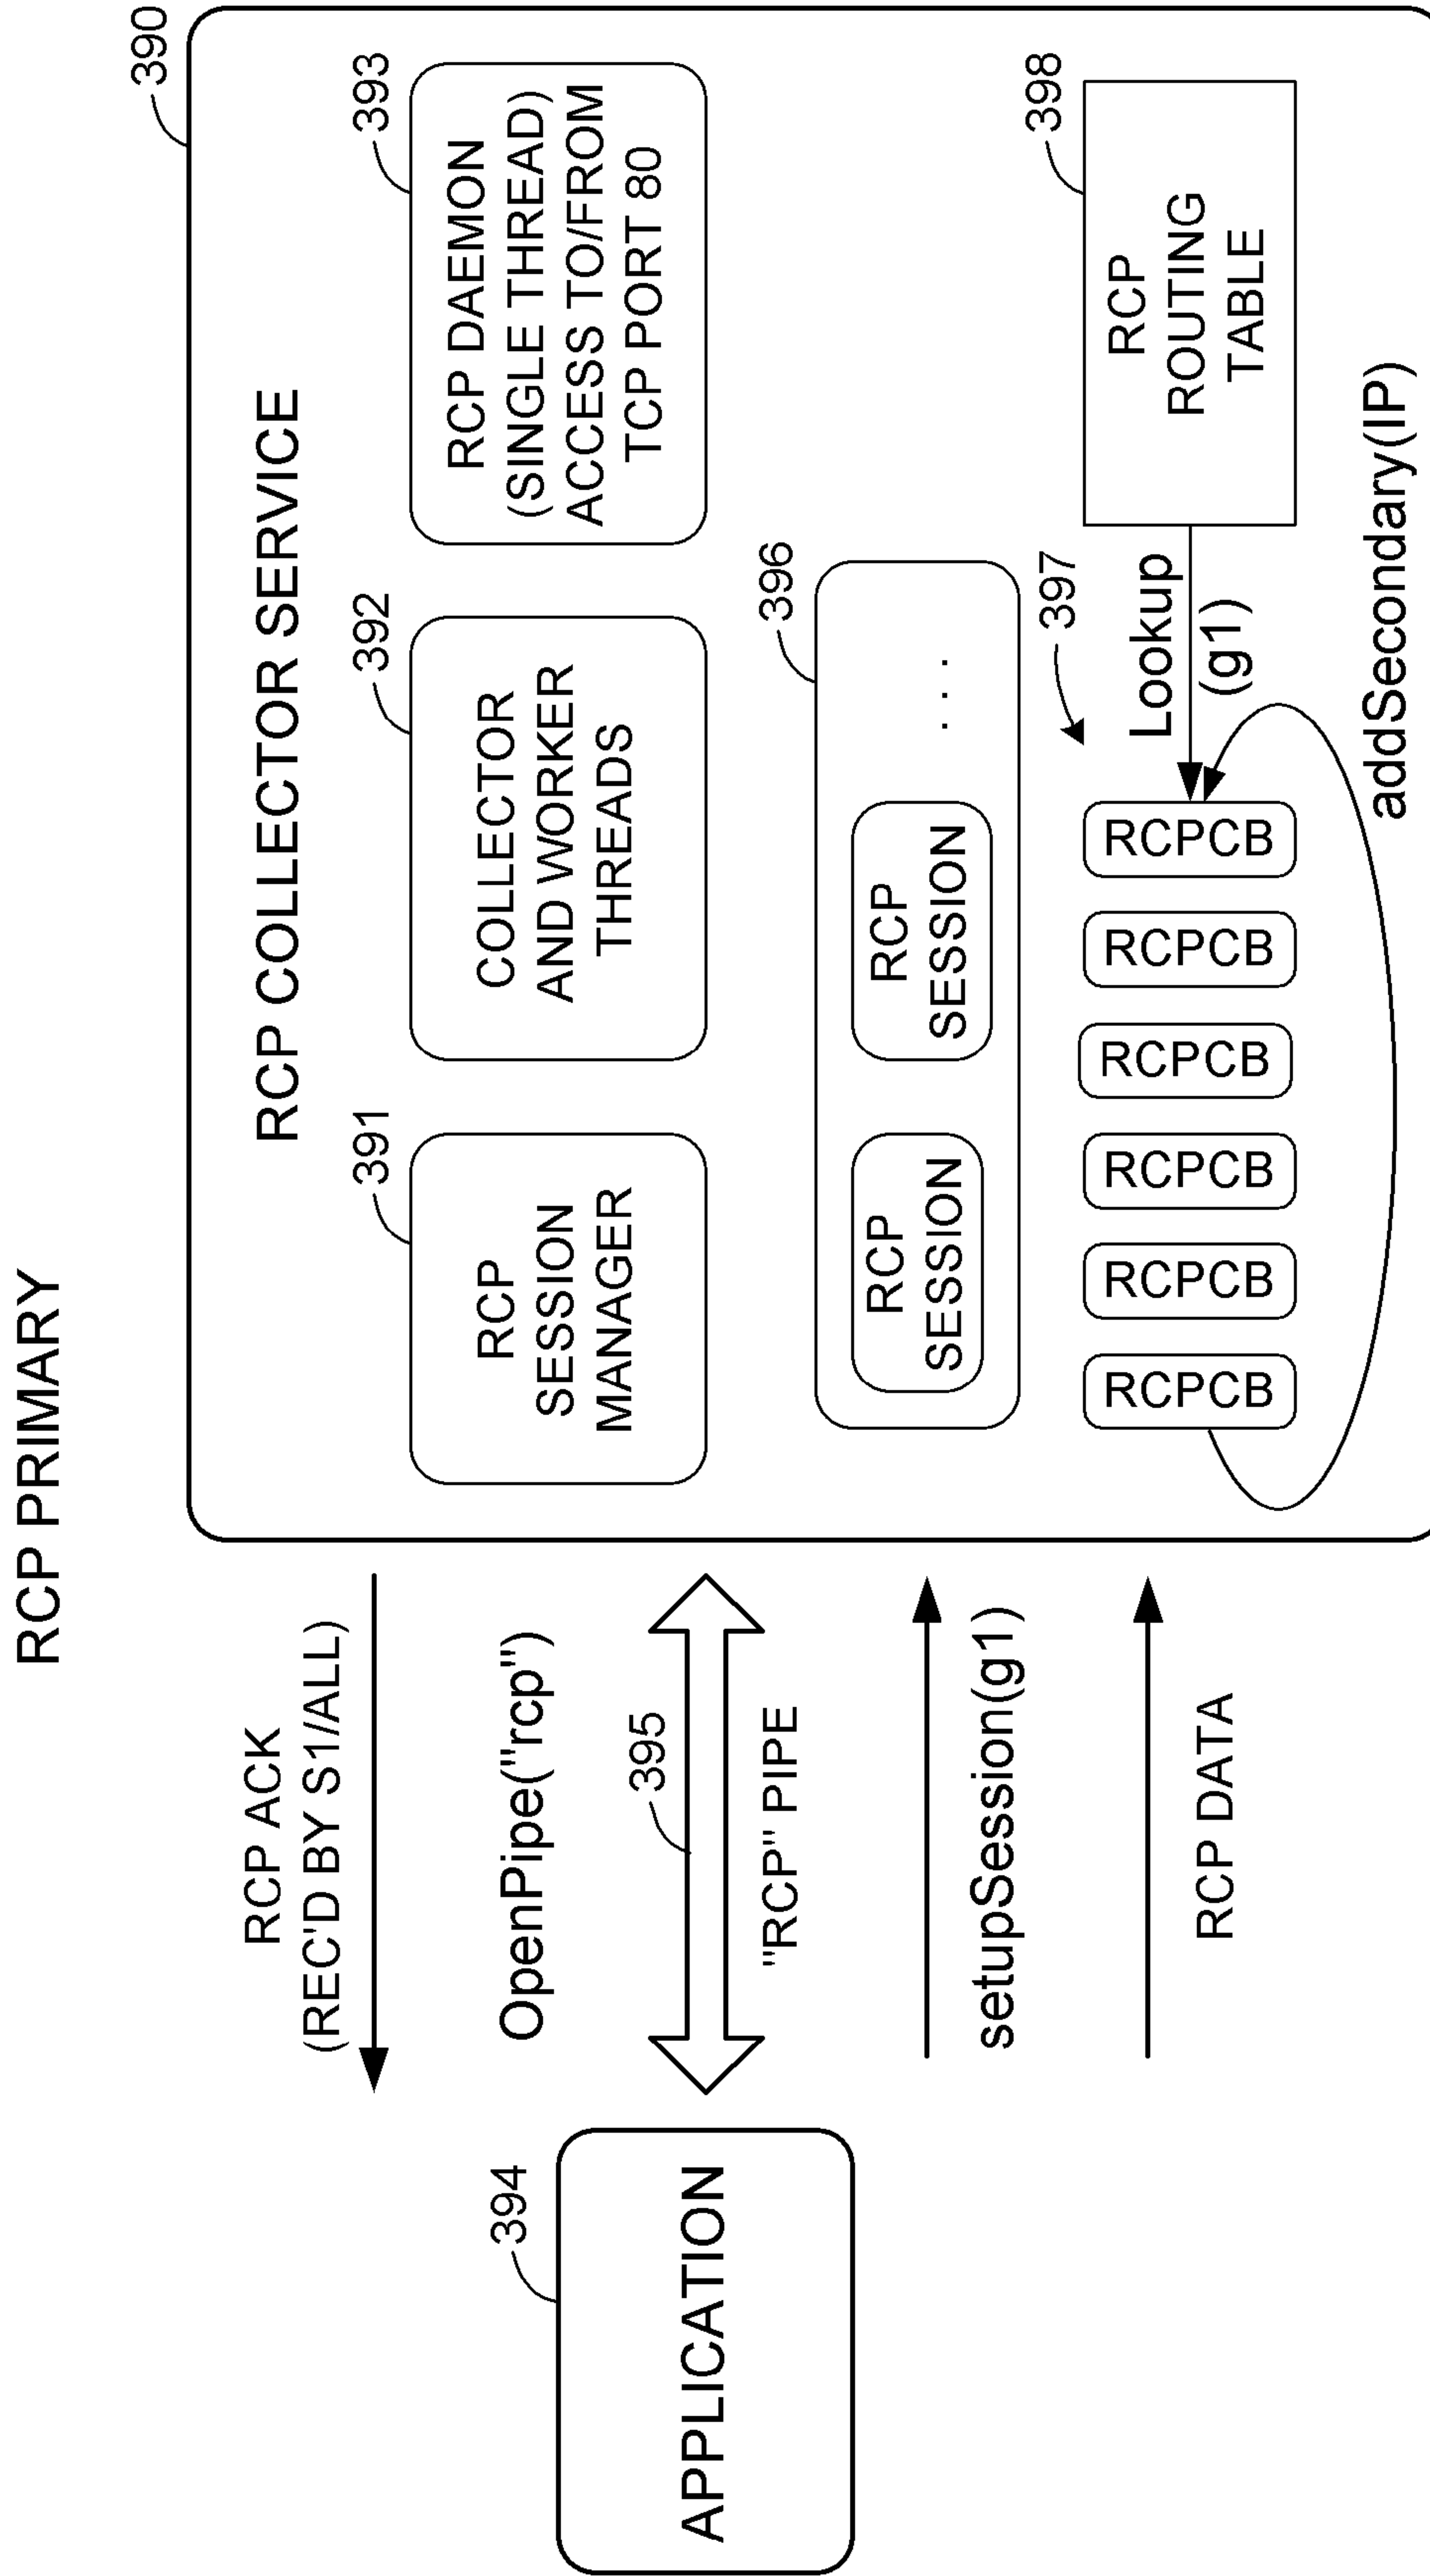 RCP PRIMARY
390
RCP COLLECTOR SERVICE
391
RCP
SESSION
MANAGER
392
COLLECTOR
AND WORKER
THREADS
393
RCP DAEMON
(SINGLE THREAD)
ACCESS TO/FROM
TCP PORT 80
RCP ACK
(REC'D BY S1/ALL)
OpenPipe("rcp")
395
"RCP" PIPE
394
APPLICATION
setupSession(g1)
RCP DATA
396
RCP
SESSION
RCP
SESSION
. . .
397
RCPCB
RCPCB
RCPCB
RCPCB
RCPCB
RCPCB
Lookup
(g1)
398
RCP
ROUTING
TABLE
addSecondary(IP)